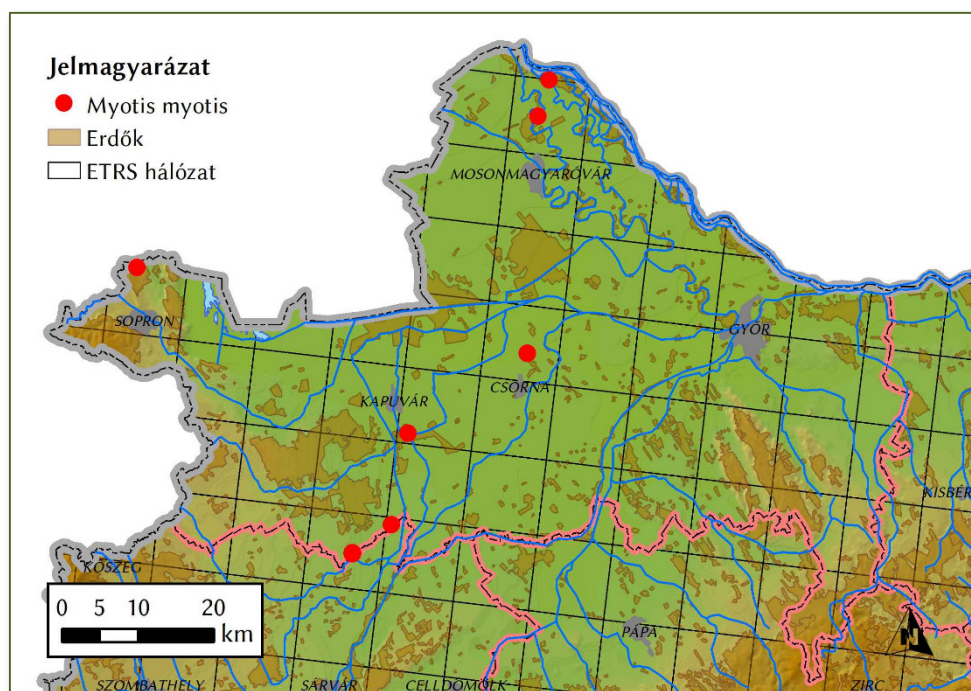 Jelmagyarázat
Myotis myotis
Erdők
ETRS hálózat
MOSONMAGYARÓVÁR
SOPRON
GYŐR
CSORNA
KAPUVÁR
KISBÉR
KŐSZEG
0 5 10 20
km
PÁPA
N
SZOMBATHELY SÁRVÁR CELLDÖMÖLK ZIRC